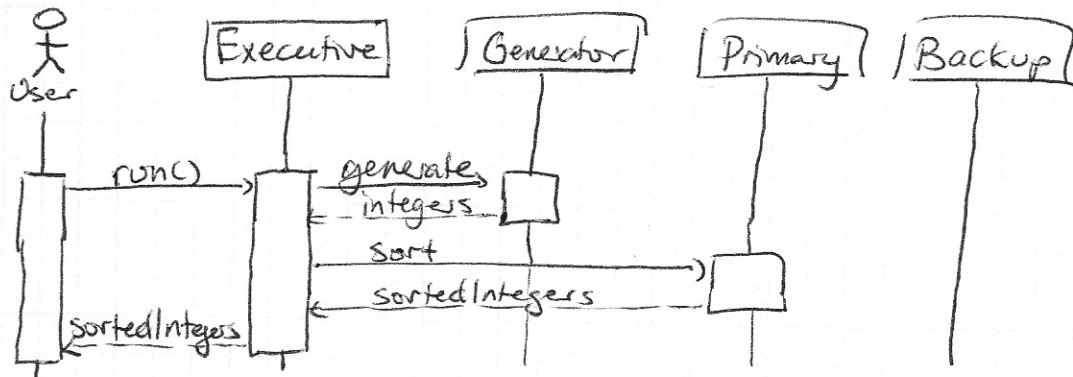 User
Executive
Generator
Primary
Backup
run()
generate
integers
sort
sortedIntegers
sortedIntegers